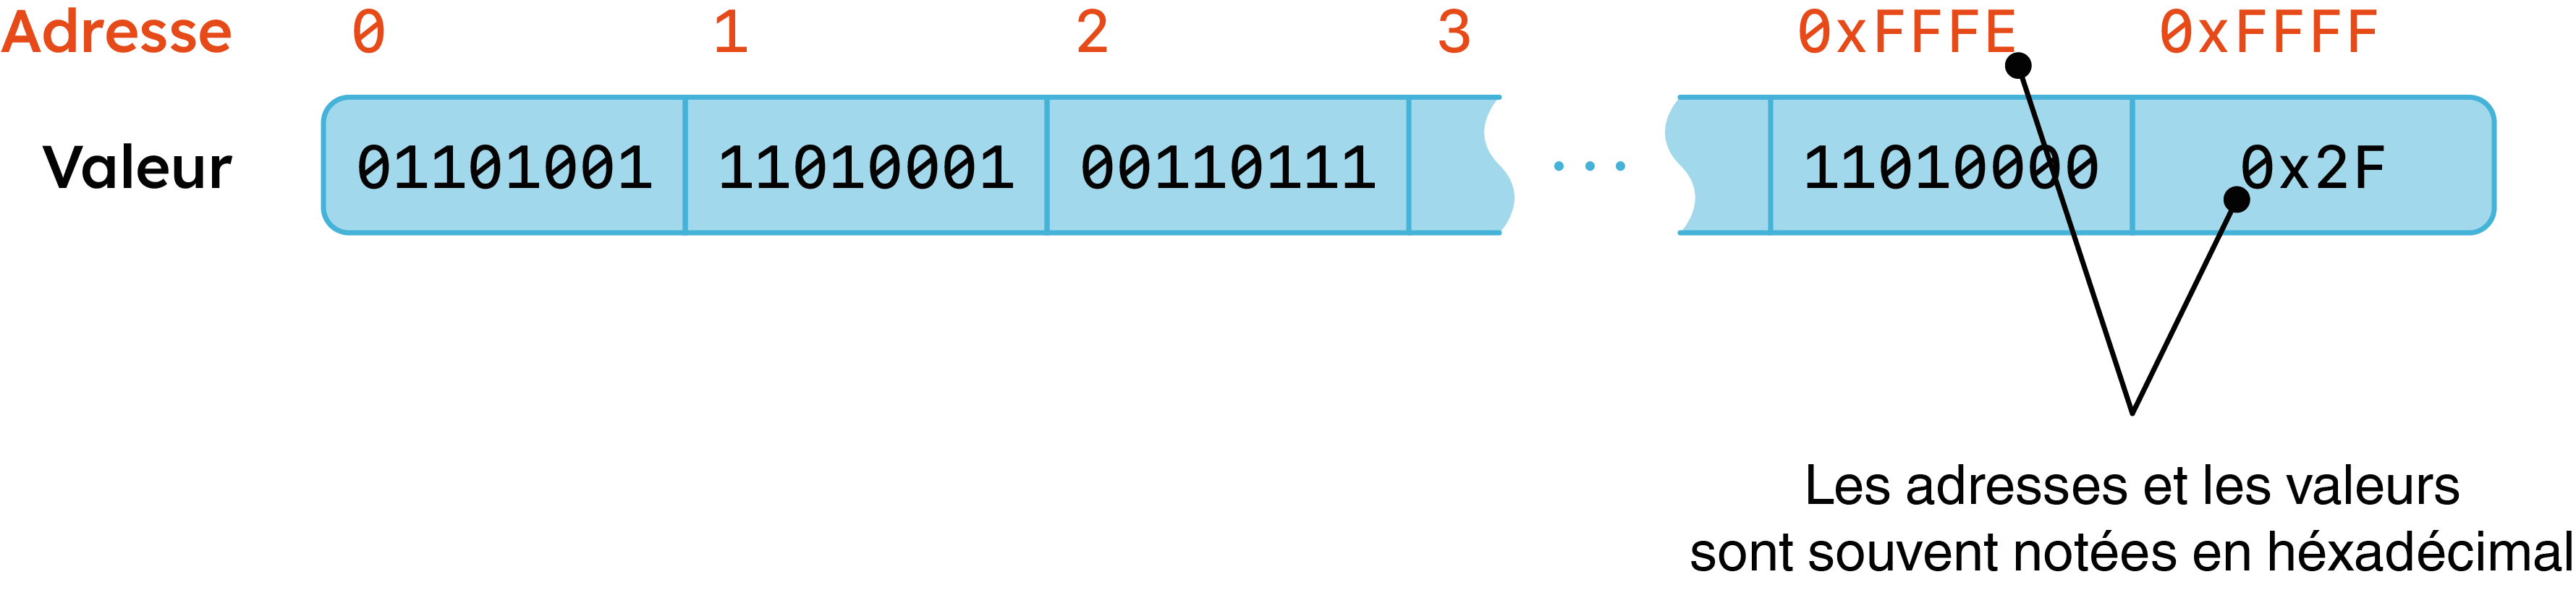 Adresse 0 1 2 3 0xFFFE 0xFFFF
Valeur 01101001 11010001 00110111 ... 11010000 0x2F
Les adresses et les valeurs
sont souvent notées en héxadécimal